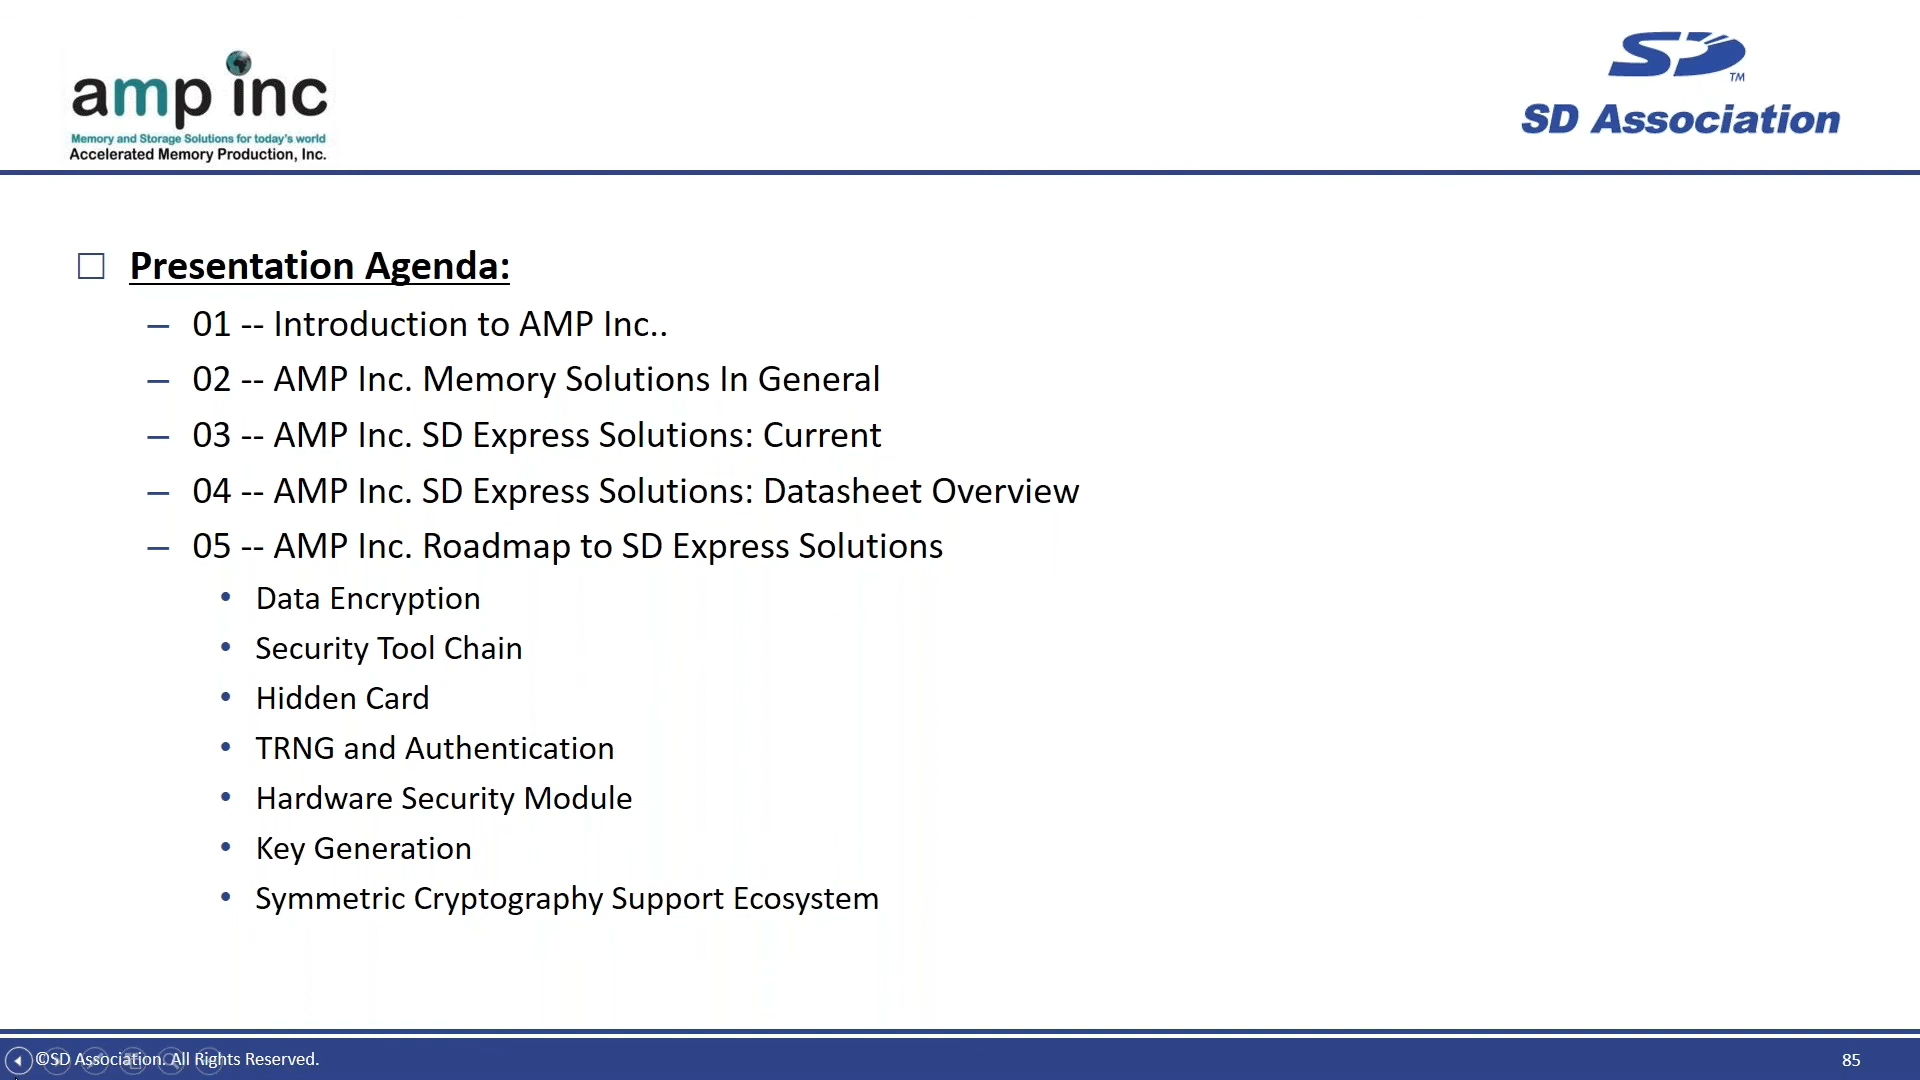 amp inc
Memory and Storage Solutions for today's world
Accelerated Memory Production, Inc.
SD TM
SD Association
Presentation Agenda:
– 01 -- Introduction to AMP Inc..
– 02 -- AMP Inc. Memory Solutions In General
– 03 -- AMP Inc. SD Express Solutions: Current
– 04 -- AMP Inc. SD Express Solutions: Datasheet Overview
– 05 -- AMP Inc. Roadmap to SD Express Solutions
• Data Encryption
• Security Tool Chain
• Hidden Card
• TRNG and Authentication
• Hardware Security Module
• Key Generation
• Symmetric Cryptography Support Ecosystem
©SD Association. All Rights Reserved.
85